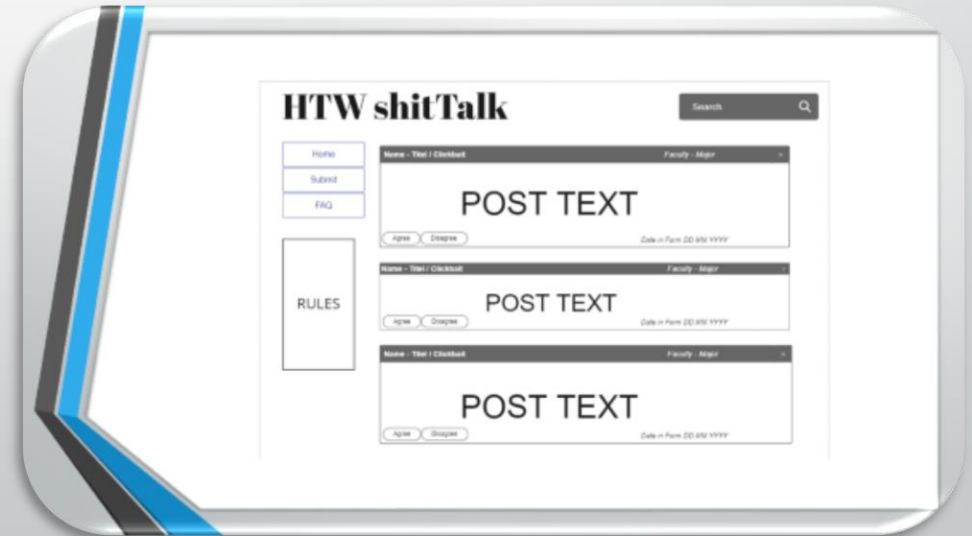 HTW shitTalk
Search
Home
Submit
FAQ
RULES
Name - Titel / Clickbait Faculty - Major
POST TEXT
Agree Disagree Date in Form DD.MM.YYYY
Name - Titel / Clickbait Faculty - Major
POST TEXT
Agree Disagree Date in Form DD.MM.YYYY
Name - Titel / Clickbait Faculty - Major
POST TEXT
Agree Disagree Date in Form DD.MM.YYYY